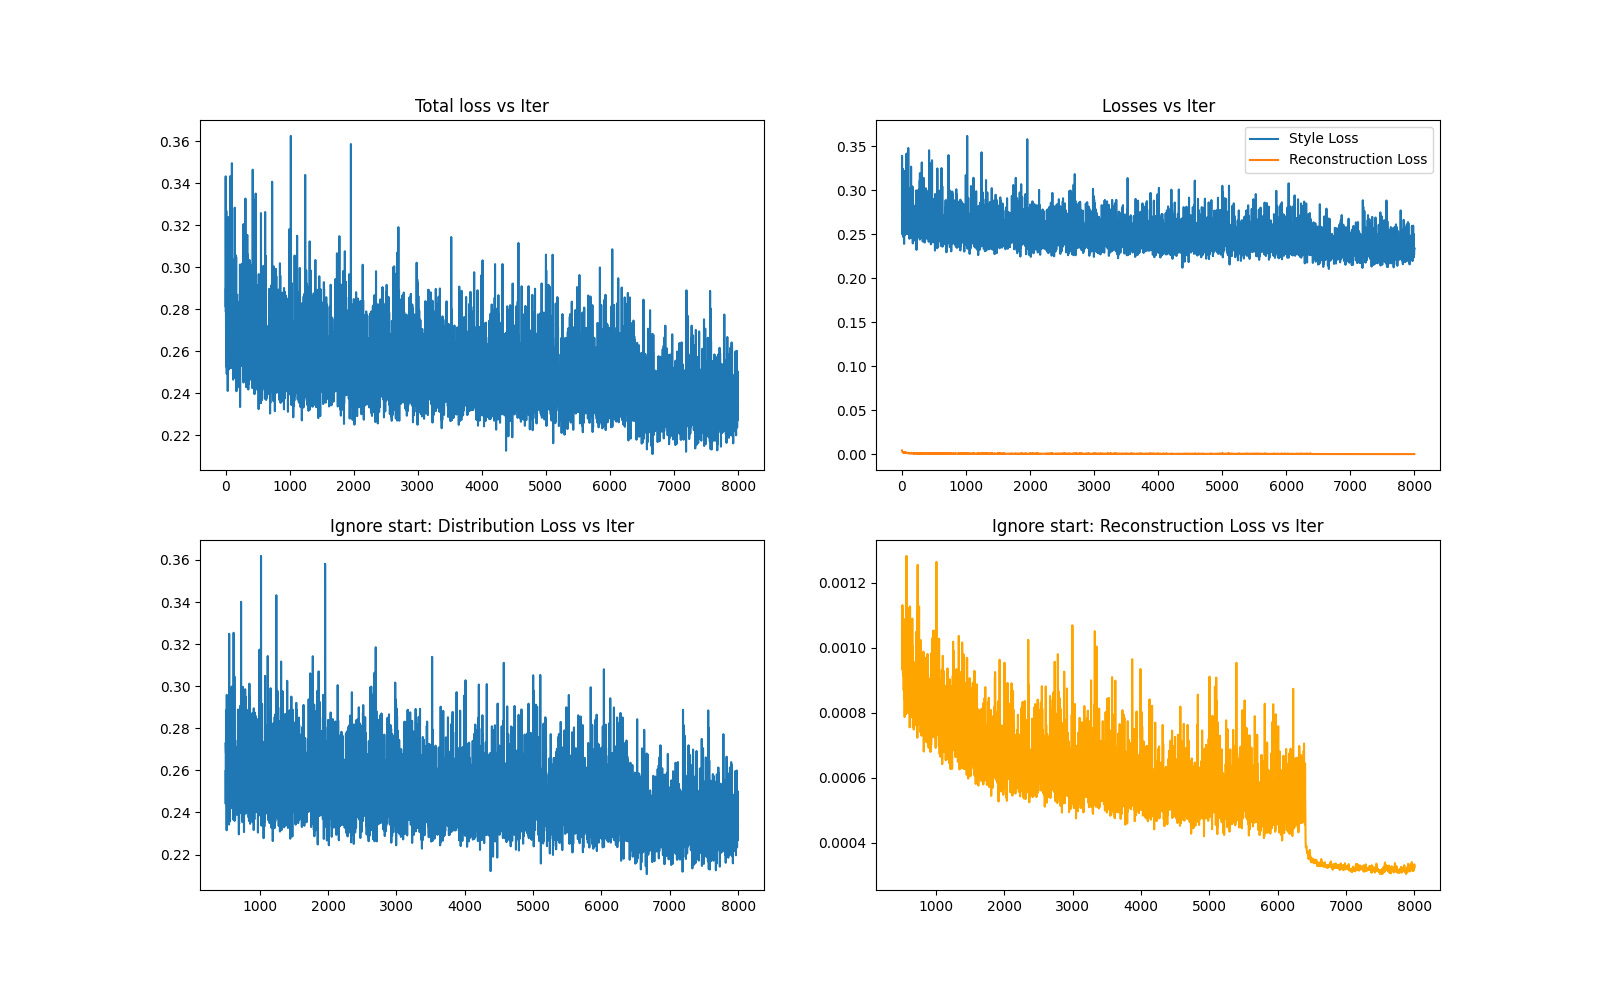 Total loss vs Iter
0.36
0.34
0.32
0.30
0.28
0.26
0.24
0.22
0 1000 2000 3000 4000 5000 6000 7000 8000
Losses vs Iter
Style Loss
Reconstruction Loss
0.35
0.30
0.25
0.20
0.15
0.10
0.05
0.00
0 1000 2000 3000 4000 5000 6000 7000 8000
Ignore start: Distribution Loss vs Iter
0.36
0.34
0.32
0.30
0.28
0.26
0.24
0.22
1000 2000 3000 4000 5000 6000 7000 8000
Ignore start: Reconstruction Loss vs Iter
0.0012
0.0010
0.0008
0.0006
0.0004
1000 2000 3000 4000 5000 6000 7000 8000